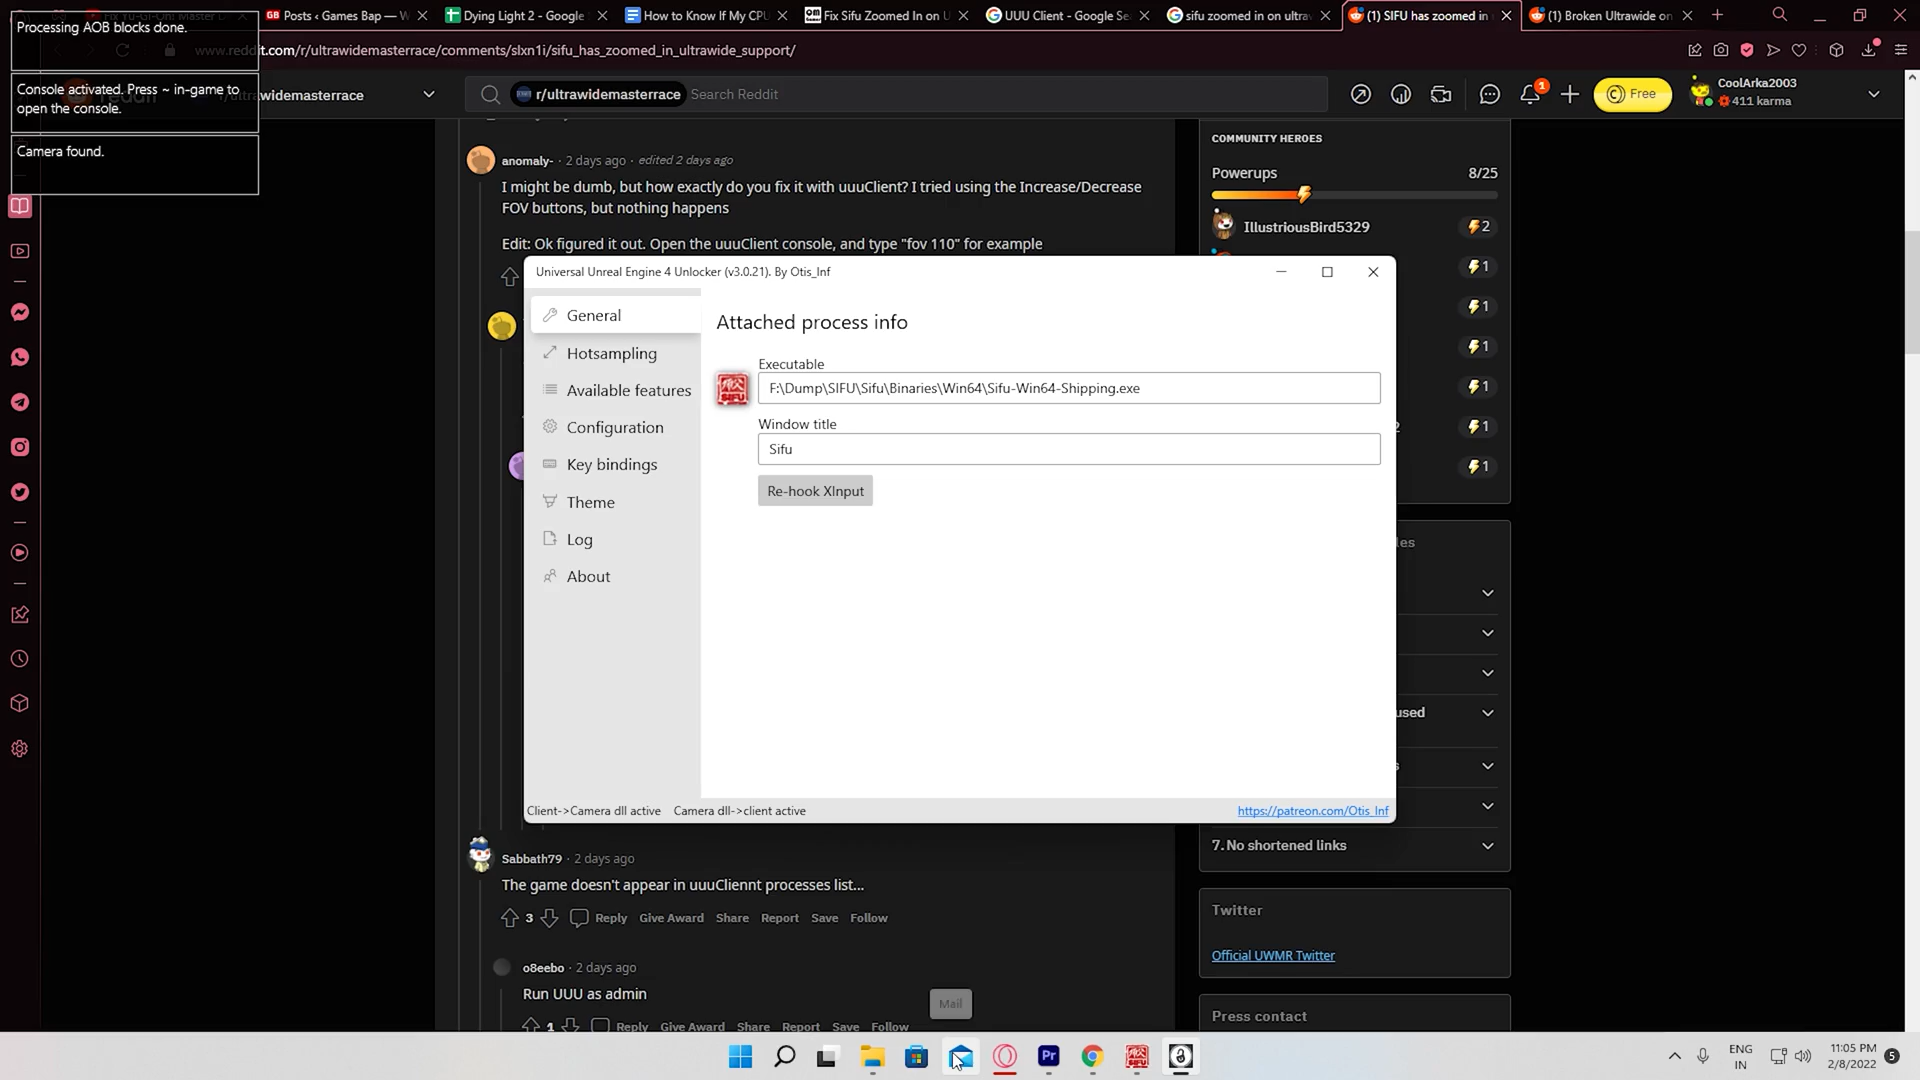 Fix Yu-Gi-Oh! Master D
Posts ‹ Games Bap — W
Dying Light 2 - Google
How to Know If My CPU
Fix Sifu Zoomed In on U
UUU Client - Google Se
sifu zoomed in on ultra
(1) SIFU has zoomed in
(1) Broken Ultrawide on
Processing AOB blocks done.
www.reddit.com/r/ultrawidemasterrace/comments/slxn1i/sifu_has_zoomed_in_ultrawide_support/
Console activated. Press ~ in-game to
open the console.
r/ultrawidemasterrace
r/ultrawidemasterrace
Search Reddit
1
Free
CoolArka2003
411 karma
Camera found.
COMMUNITY HEROES
anomaly- · 2 days ago · edited 2 days ago
I might be dumb, but how exactly do you fix it with uuuClient? I tried using the Increase/Decrease
FOV buttons, but nothing happens
Edit: Ok figured it out. Open the uuuClient console, and type "fov 110" for example
Powerups 8/25
IllustriousBird5329 2
1
1
1
1
1
1
Universal Unreal Engine 4 Unlocker (v3.0.21). By Otis_Inf
General
Hotsampling
Available features
Configuration
Key bindings
Theme
Log
About
Attached process info
Executable
F:\Dump\SIFU\Sifu\Binaries\Win64\Sifu-Win64-Shipping.exe
Window title
Sifu
Re-hook XInput
Client->Camera dll active Camera dll->client active
https://patreon.com/Otis_Inf
les
used
s
7. No shortened links
Sabbath79 · 2 days ago
The game doesn't appear in uuuCliennt processes list...
3 Reply Give Award Share Report Save Follow
o8eebo · 2 days ago
Run UUU as admin
1 Reply Give Award Share Report Save Follow
Twitter
Official UWMR Twitter
Press contact
Mail
Pr
ENG
IN
11:05 PM
2/8/2022
5